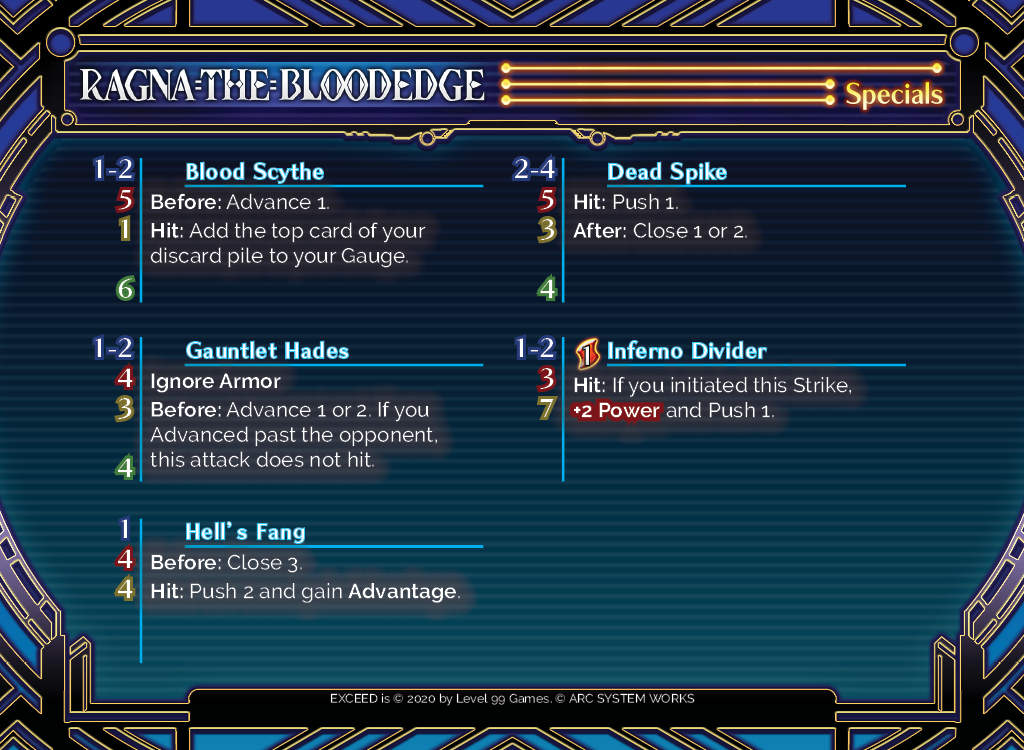 RAGNA=THE=BLOODEDGE
Specials
1-2
Blood Scythe
5
Before: Advance 1.
1
Hit: Add the top card of your
discard pile to your Gauge.
6
2-4
Dead Spike
5
Hit: Push 1.
3
After: Close 1 or 2.
4
1-2
Gauntlet Hades
4
Ignore Armor
3
Before: Advance 1 or 2. If you
Advanced past the opponent,
4
this attack does not hit.
1-2
1
Inferno Divider
3
Hit: If you initiated this Strike,
7
+2 Power and Push 1.
1
Hell's Fang
4
Before: Close 3.
4
Hit: Push 2 and gain Advantage.
EXCEED is © 2020 by Level 99 Games. © ARC SYSTEM WORKS